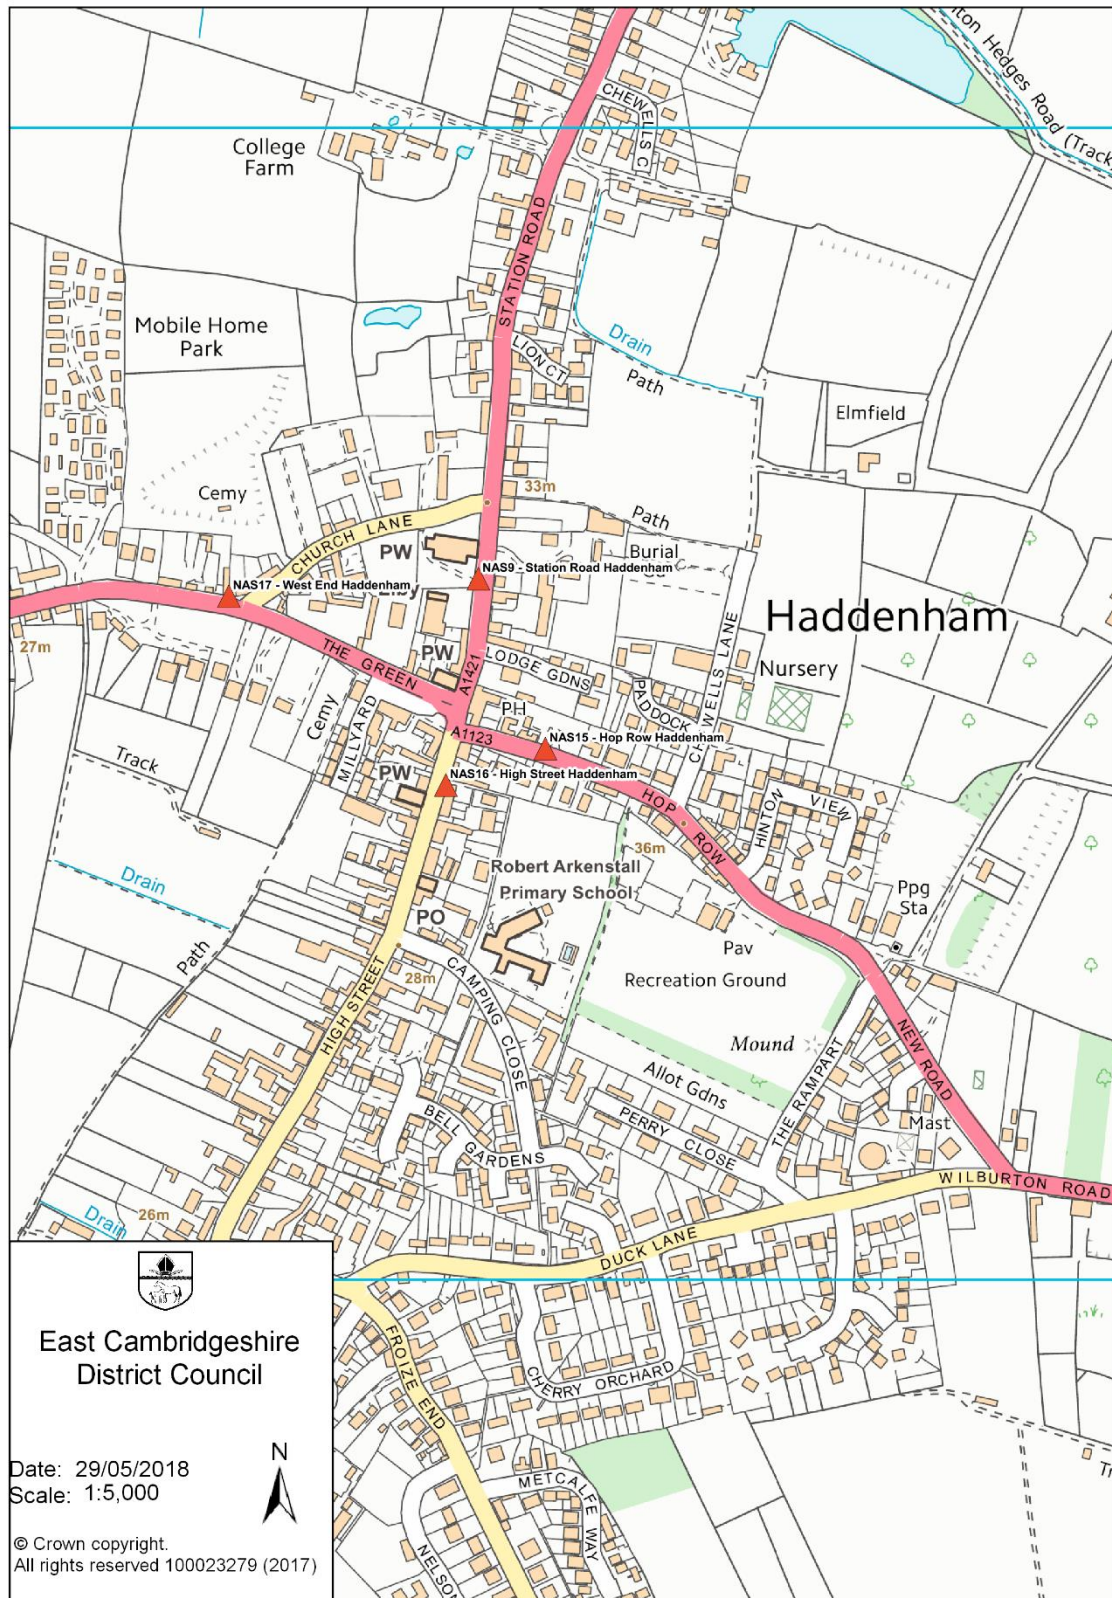 nton Hedges Road (Track)
CHEWELLS C
College
Farm
STATION ROAD
Mobile Home
Park
Drain
LION CT
Path
Elmfield
Cemy
33m
Path
CHURCH LANE
PW
Burial
NAS9 - Station Road Haddenham
NAS17 - West End Haddenham
Haddenham
27m
THE GREEN
PW
A1421
LODGE GDNS
CHEWELLS LANE
Nursery
PADDOCK
Cemy
MILLYARD
PH
A1123
NAS15 - Hop Row Haddenham
Track
PW
NAS16 - High Street Haddenham
HOP ROW
HINTON VIEW
36m
Robert Arkenstall
Primary School
Drain
PO
Ppg
Sta
Pav
Path
28m
CAMPING CLOSE
Recreation Ground
HIGH STREET
Mound
NEW ROAD
THE RAMPART
Allot Gdns
BELL GARDENS
PERRY CLOSE
Mast
WILBURTON ROAD
Drain
26m
DUCK LANE
FROIZE END
CHERRY ORCHARD
METCALFE WAY
NELSON
Tr
East Cambridgeshire
District Council
N
Date: 29/05/2018
Scale: 1:5,000
© Crown copyright.
All rights reserved 100023279 (2017)